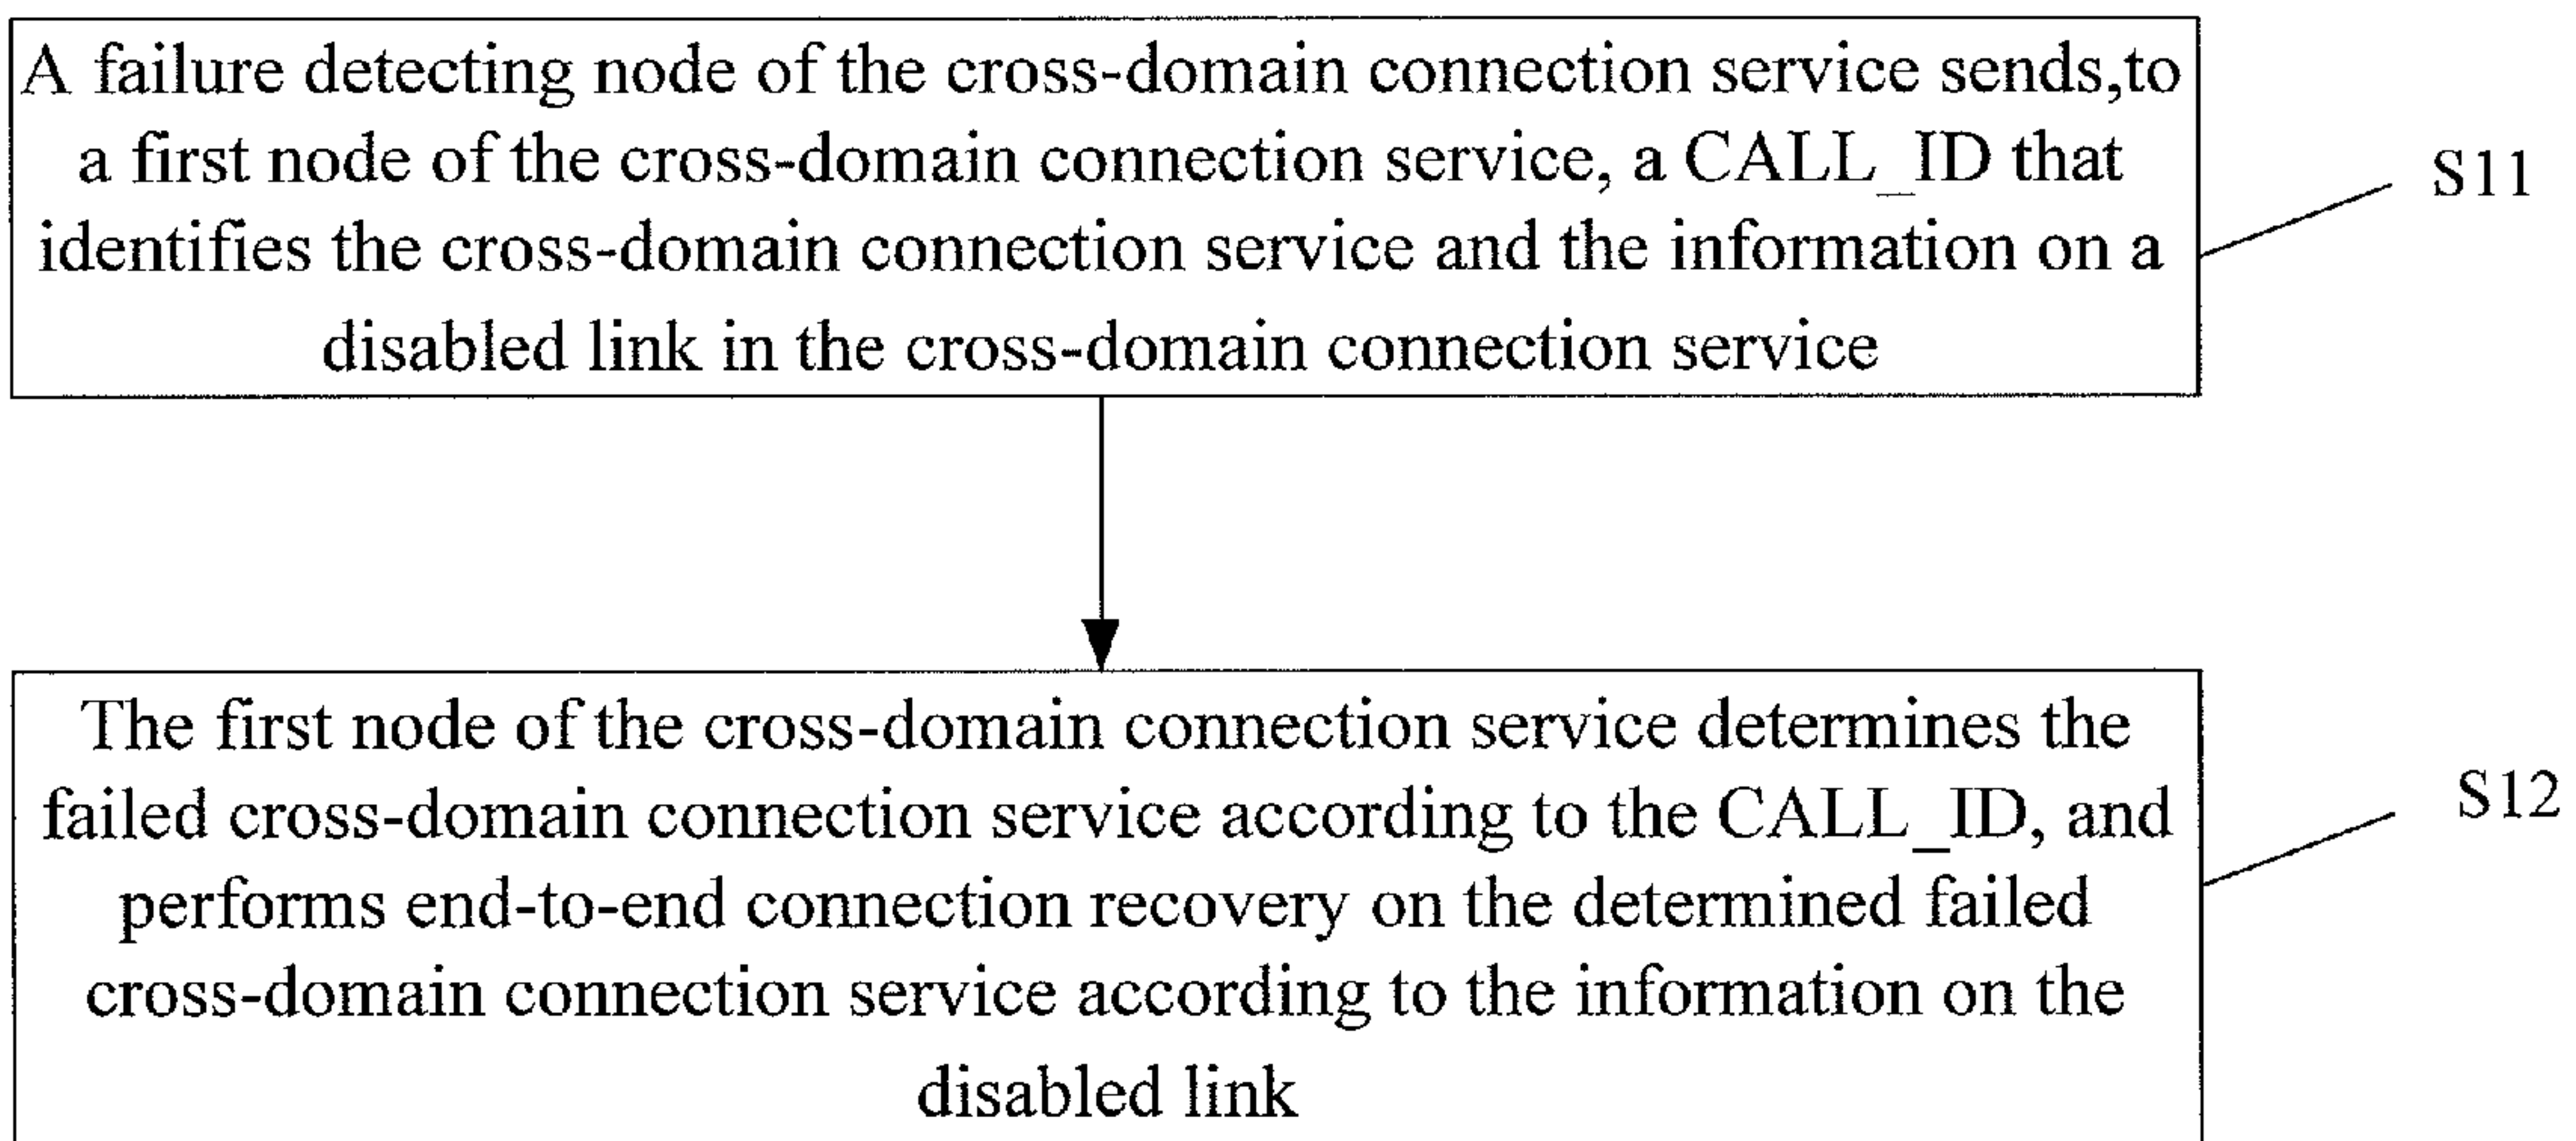 A failure detecting node of the cross-domain connection service sends,to
a first node of the cross-domain connection service, a CALL_ID that
identifies the cross-domain connection service and the information on a
disabled link in the cross-domain connection service
S11
The first node of the cross-domain connection service determines the
failed cross-domain connection service according to the CALL_ID, and
performs end-to-end connection recovery on the determined failed
cross-domain connection service according to the information on the
disabled link
S12